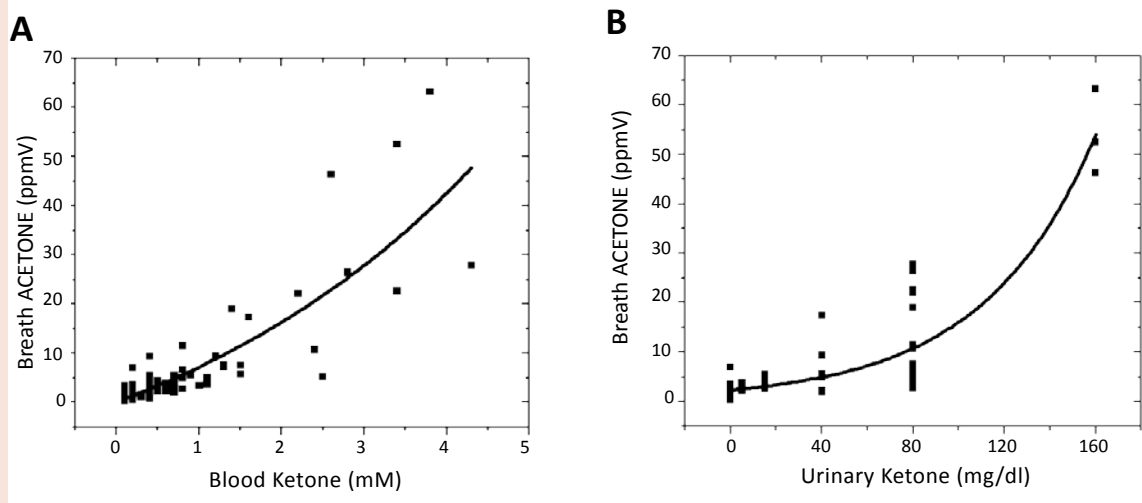 A
70
60
50
40
30
20
10
0
Breath ACETONE (ppmV)
0 1 2 3 4 5
Blood Ketone (mM)
B
70
60
50
40
30
20
10
0
Breath ACETONE (ppmV)
0 40 80 120 160
Urinary Ketone (mg/dl)